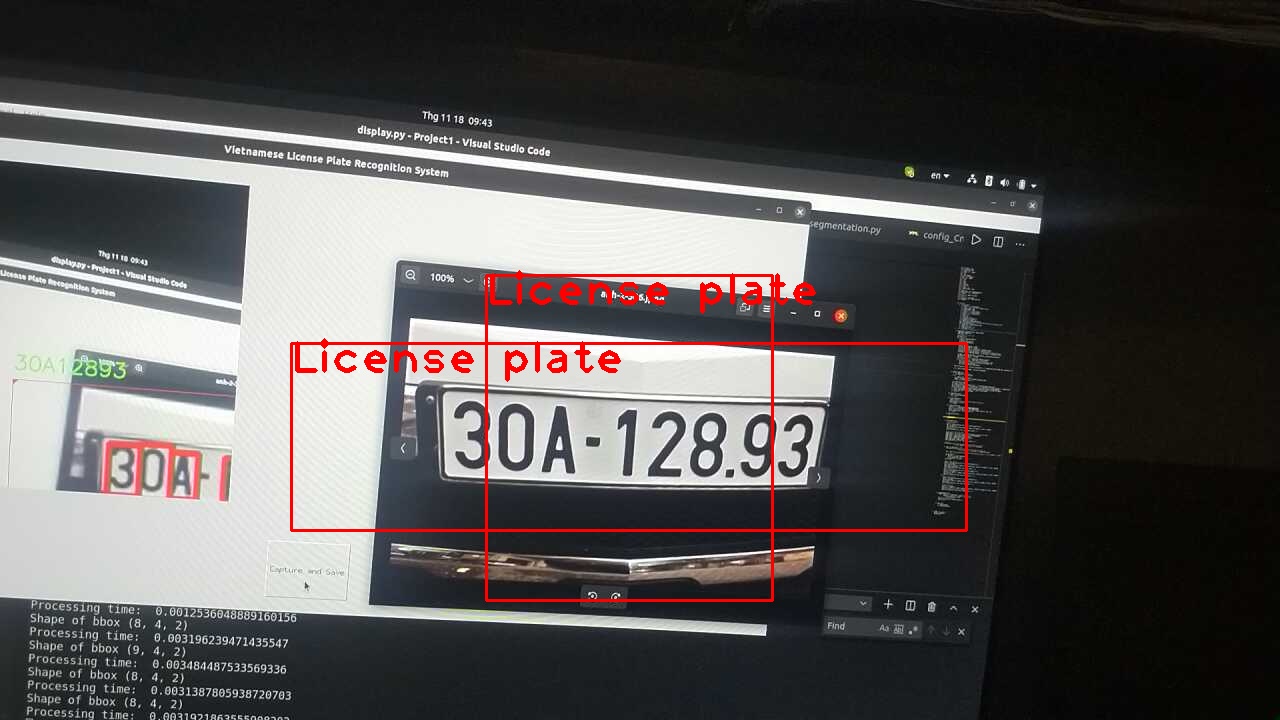 Thg 11 18 09:43
display.py - Project1 - Visual Studio Code
Vietnamese License Plate Recognition System
en
segmentation.py
config_Cr
Thg 11 18 09:43
display.py - Project1 - Visual Studio Code
License Plate Recognition System
100%
License plate
License plate
30A12893
30A-
30A-128.93
Capture and Save
Find
Aa
Processing time: 0.0012536048889160156
Shape of bbox (8, 4, 2)
Processing time: 0.003196239471435547
Shape of bbox (9, 4, 2)
Processing time: 0.003484487533569336
Shape of bbox (8, 4, 2)
Processing time: 0.0031387805938720703
Shape of bbox (8, 4, 2)
Processing time: